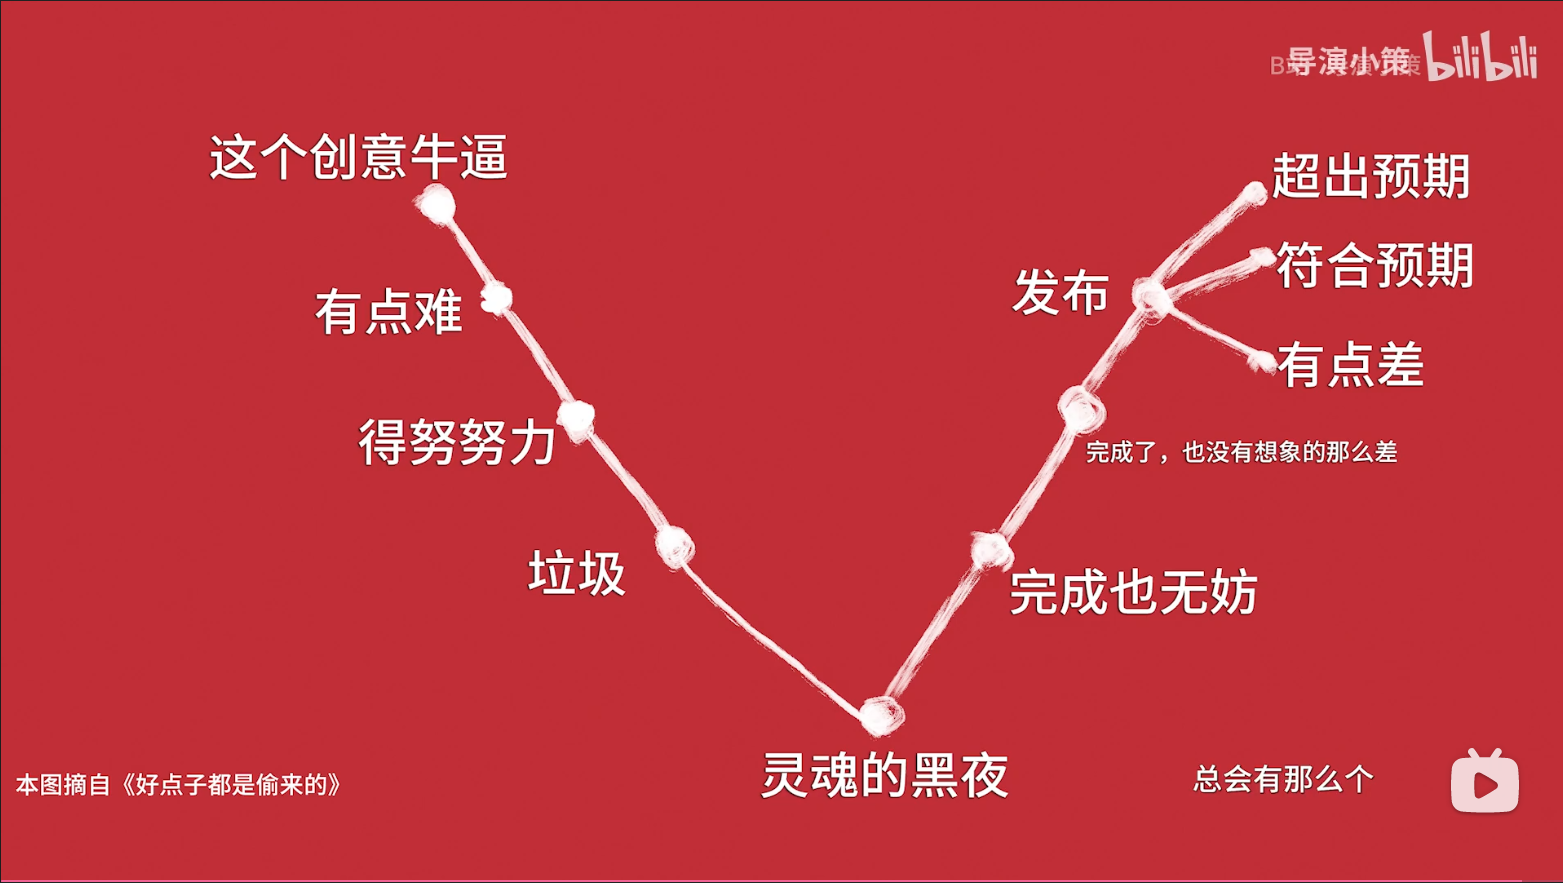 导演小策 bilibili
这个创意牛逼
有点难
得努努力
垃圾
灵魂的黑夜
完成也无妨
完成了，也没有想象的那么差
发布
超出预期
符合预期
有点差
本图摘自《好点子都是偷来的》
总会有那么个